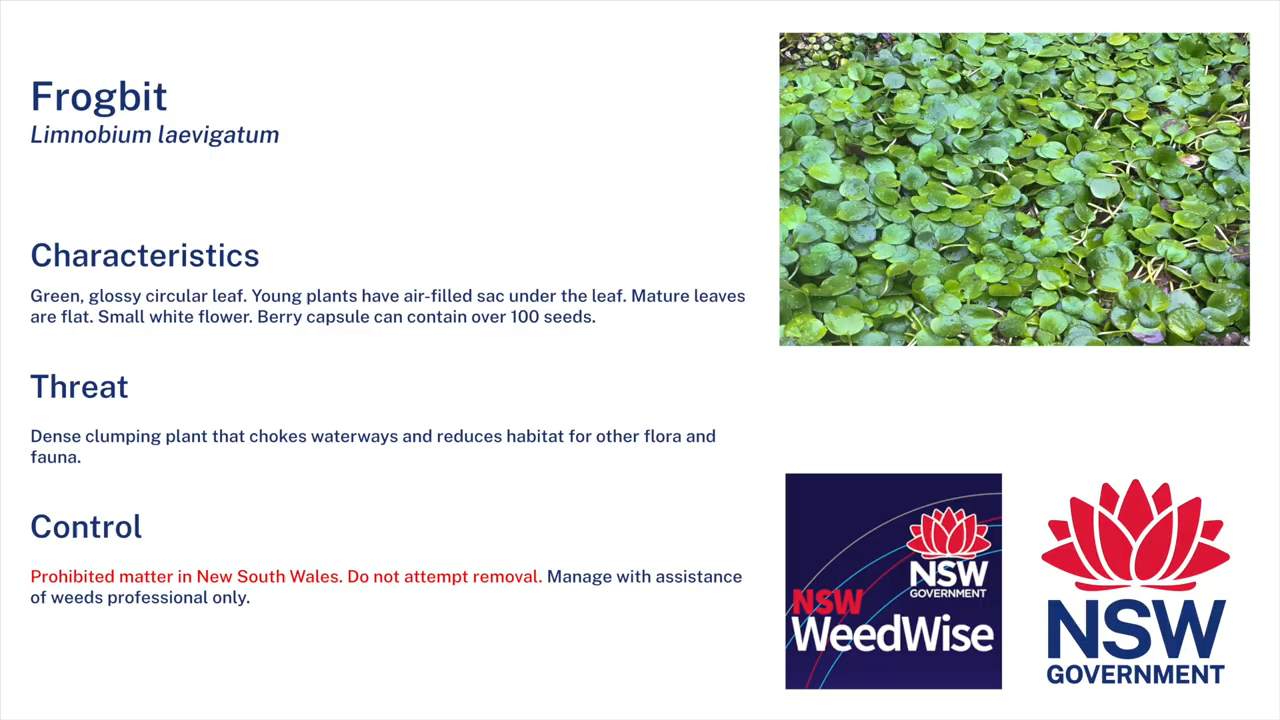 Frogbit
Limnobium laevigatum
Characteristics
Green, glossy circular leaf. Young plants have air-filled sac under the leaf. Mature leaves
are flat. Small white flower. Berry capsule can contain over 100 seeds.
Threat
Dense clumping plant that chokes waterways and reduces habitat for other flora and
fauna.
Control
Prohibited matter in New South Wales. Do not attempt removal. Manage with assistance
of weeds professional only.
NSW
GOVERNMENT
NSW
WeedWise
NSW
GOVERNMENT